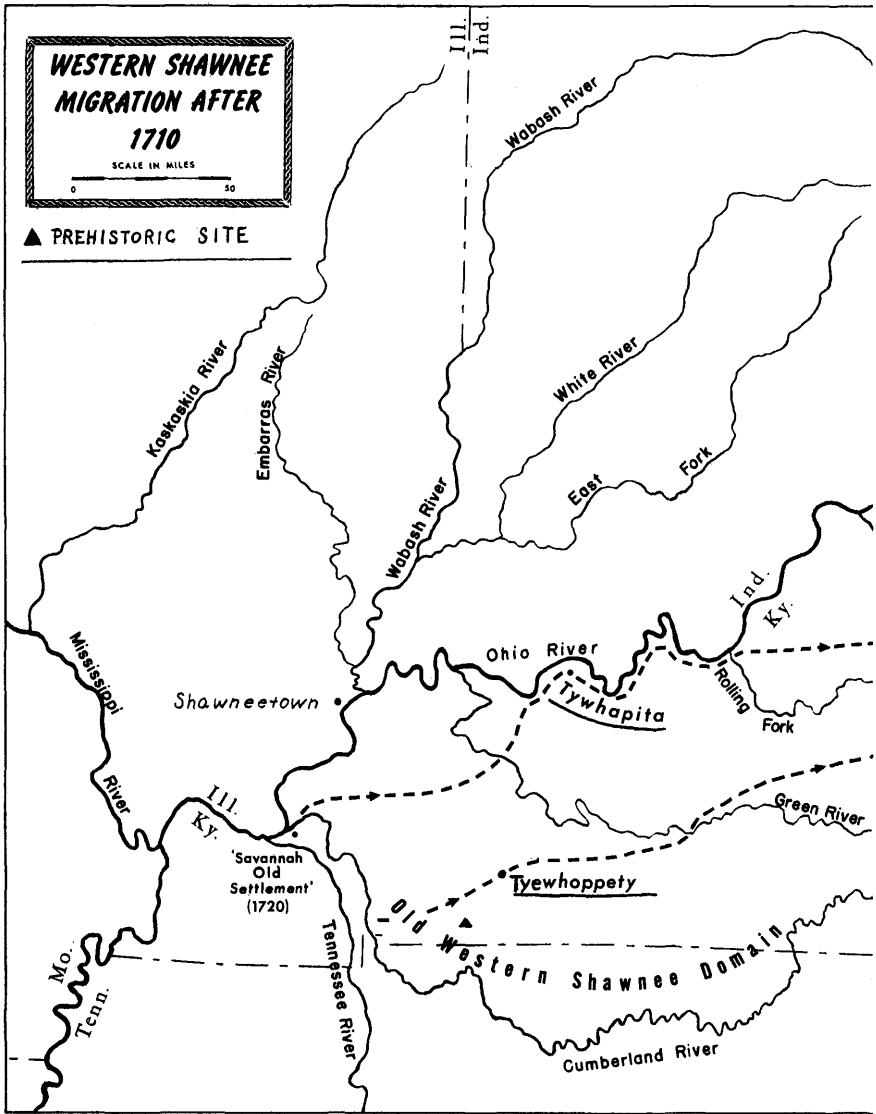 WESTERN SHAWNEE
MIGRATION AFTER
1710
SCALE IN MILES
0 50
▲ PREHISTORIC SITE
Ill.
Ind.
Wabash River
Kaskaskia River
Embarras River
White River
East Fork
Wabash River
Ind.
Ky.
Mississippi
River
Ohio River
Shawneetown
Tywhapita
Rolling
Fork
Ill.
Ky.
Green River
'Savannah
Old
Settlement'
(1720)
Tyewhoppety
Tennessee River
Old Western Shawnee Domain
Mo.
Tenn.
Cumberland River